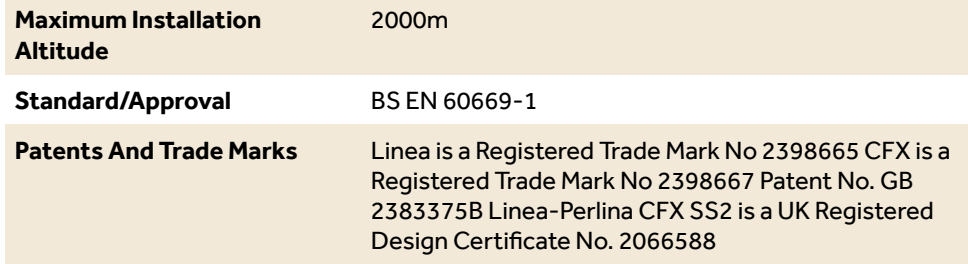 Maximum Installation 2000m
Altitude
Standard/Approval BS EN 60669-1
Patents And Trade Marks Linea is a Registered Trade Mark No 2398665 CFX is a
Registered Trade Mark No 2398667 Patent No. GB
2383375B Linea-Perlina CFX SS2 is a UK Registered
Design Certificate No. 2066588